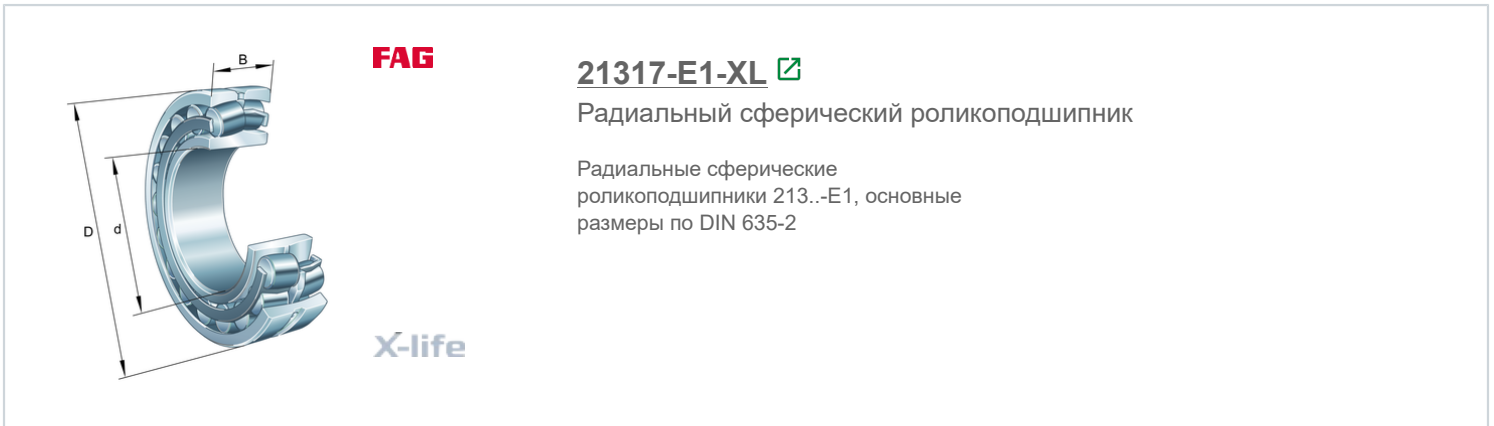 B
D
d
FAG
X-life
21317-E1-XL
Радиальный сферический роликоподшипник
Радиальные сферические
роликоподшипники 213..-E1, основные
размеры по DIN 635-2